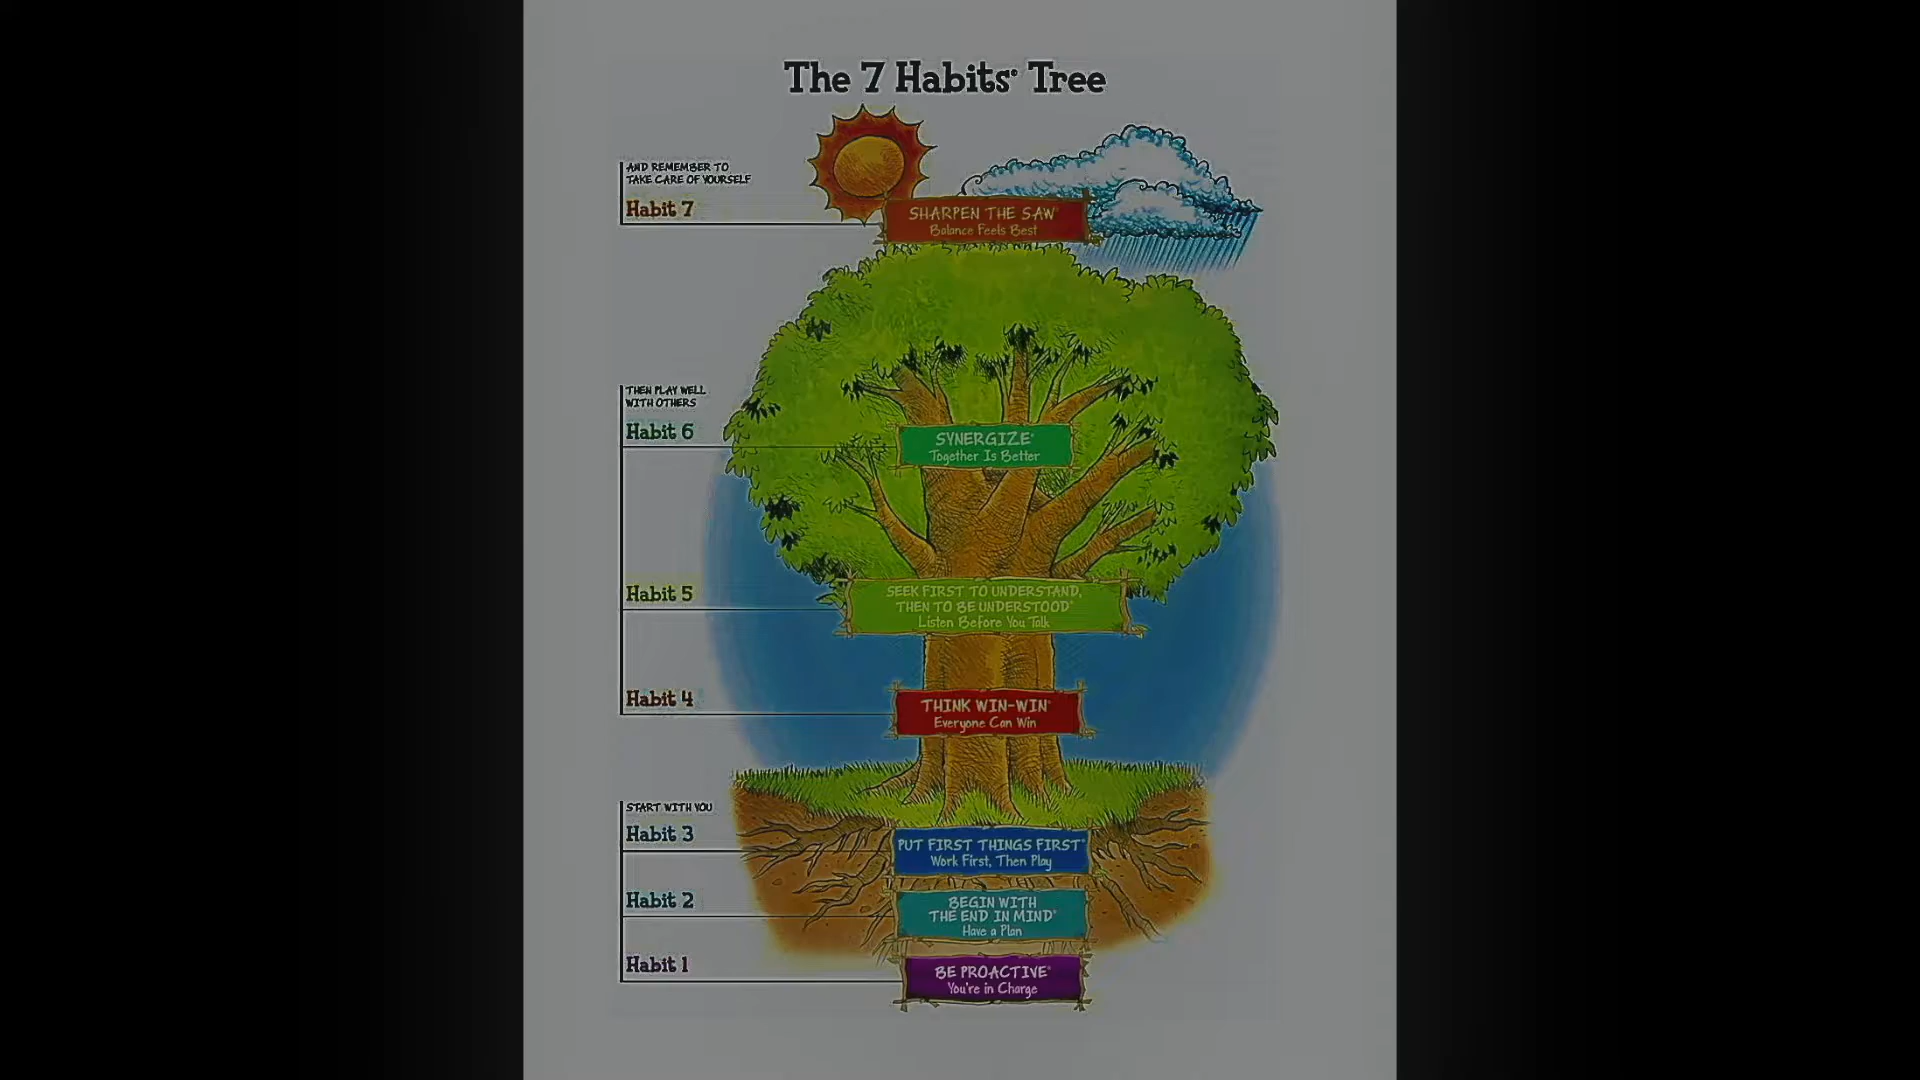 The 7 Habits® Tree
AND REMEMBER TO
TAKE CARE OF YOURSELF
Habit 7
SHARPEN THE SAW®
Balance Feels Best
THEN PLAY WELL
WITH OTHERS
Habit 6
SYNERGIZE®
Together Is Better
Habit 5
SEEK FIRST TO UNDERSTAND,
THEN TO BE UNDERSTOOD®
Listen Before You Talk
Habit 4
THINK WIN-WIN®
Everyone Can Win
START WITH YOU
Habit 3
PUT FIRST THINGS FIRST®
Work First, Then Play
Habit 2
BEGIN WITH
THE END IN MIND®
Have a Plan
Habit 1
BE PROACTIVE®
You're in Charge